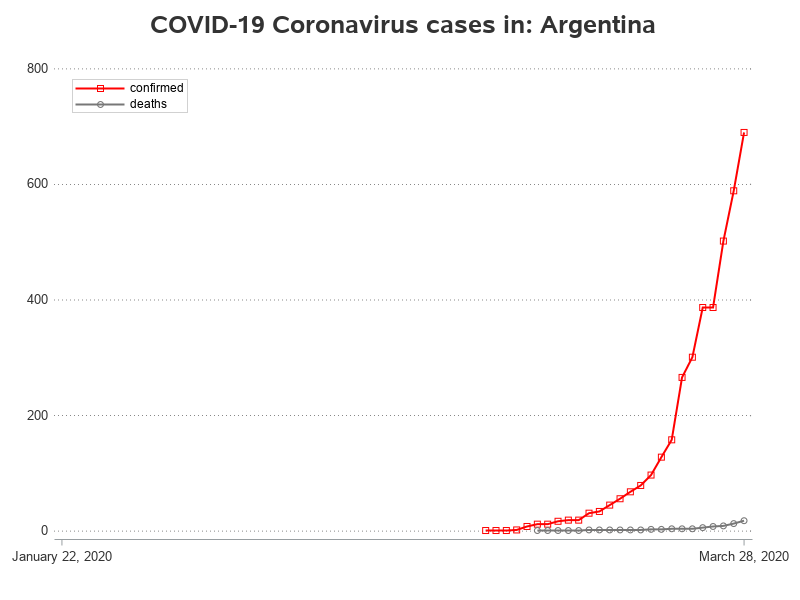 COVID-19 Coronavirus cases in: Argentina
800
confirmed
deaths
600
400
200
0
January 22, 2020
March 28, 2020